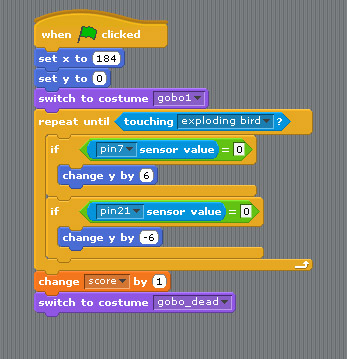 when clicked
set x to 184
set y to 0
switch to costume gobo1
repeat until touching exploding bird ?
if pin7 sensor value = 0
change y by 6
if pin21 sensor value = 0
change y by -6
change score by 1
switch to costume gobo_dead